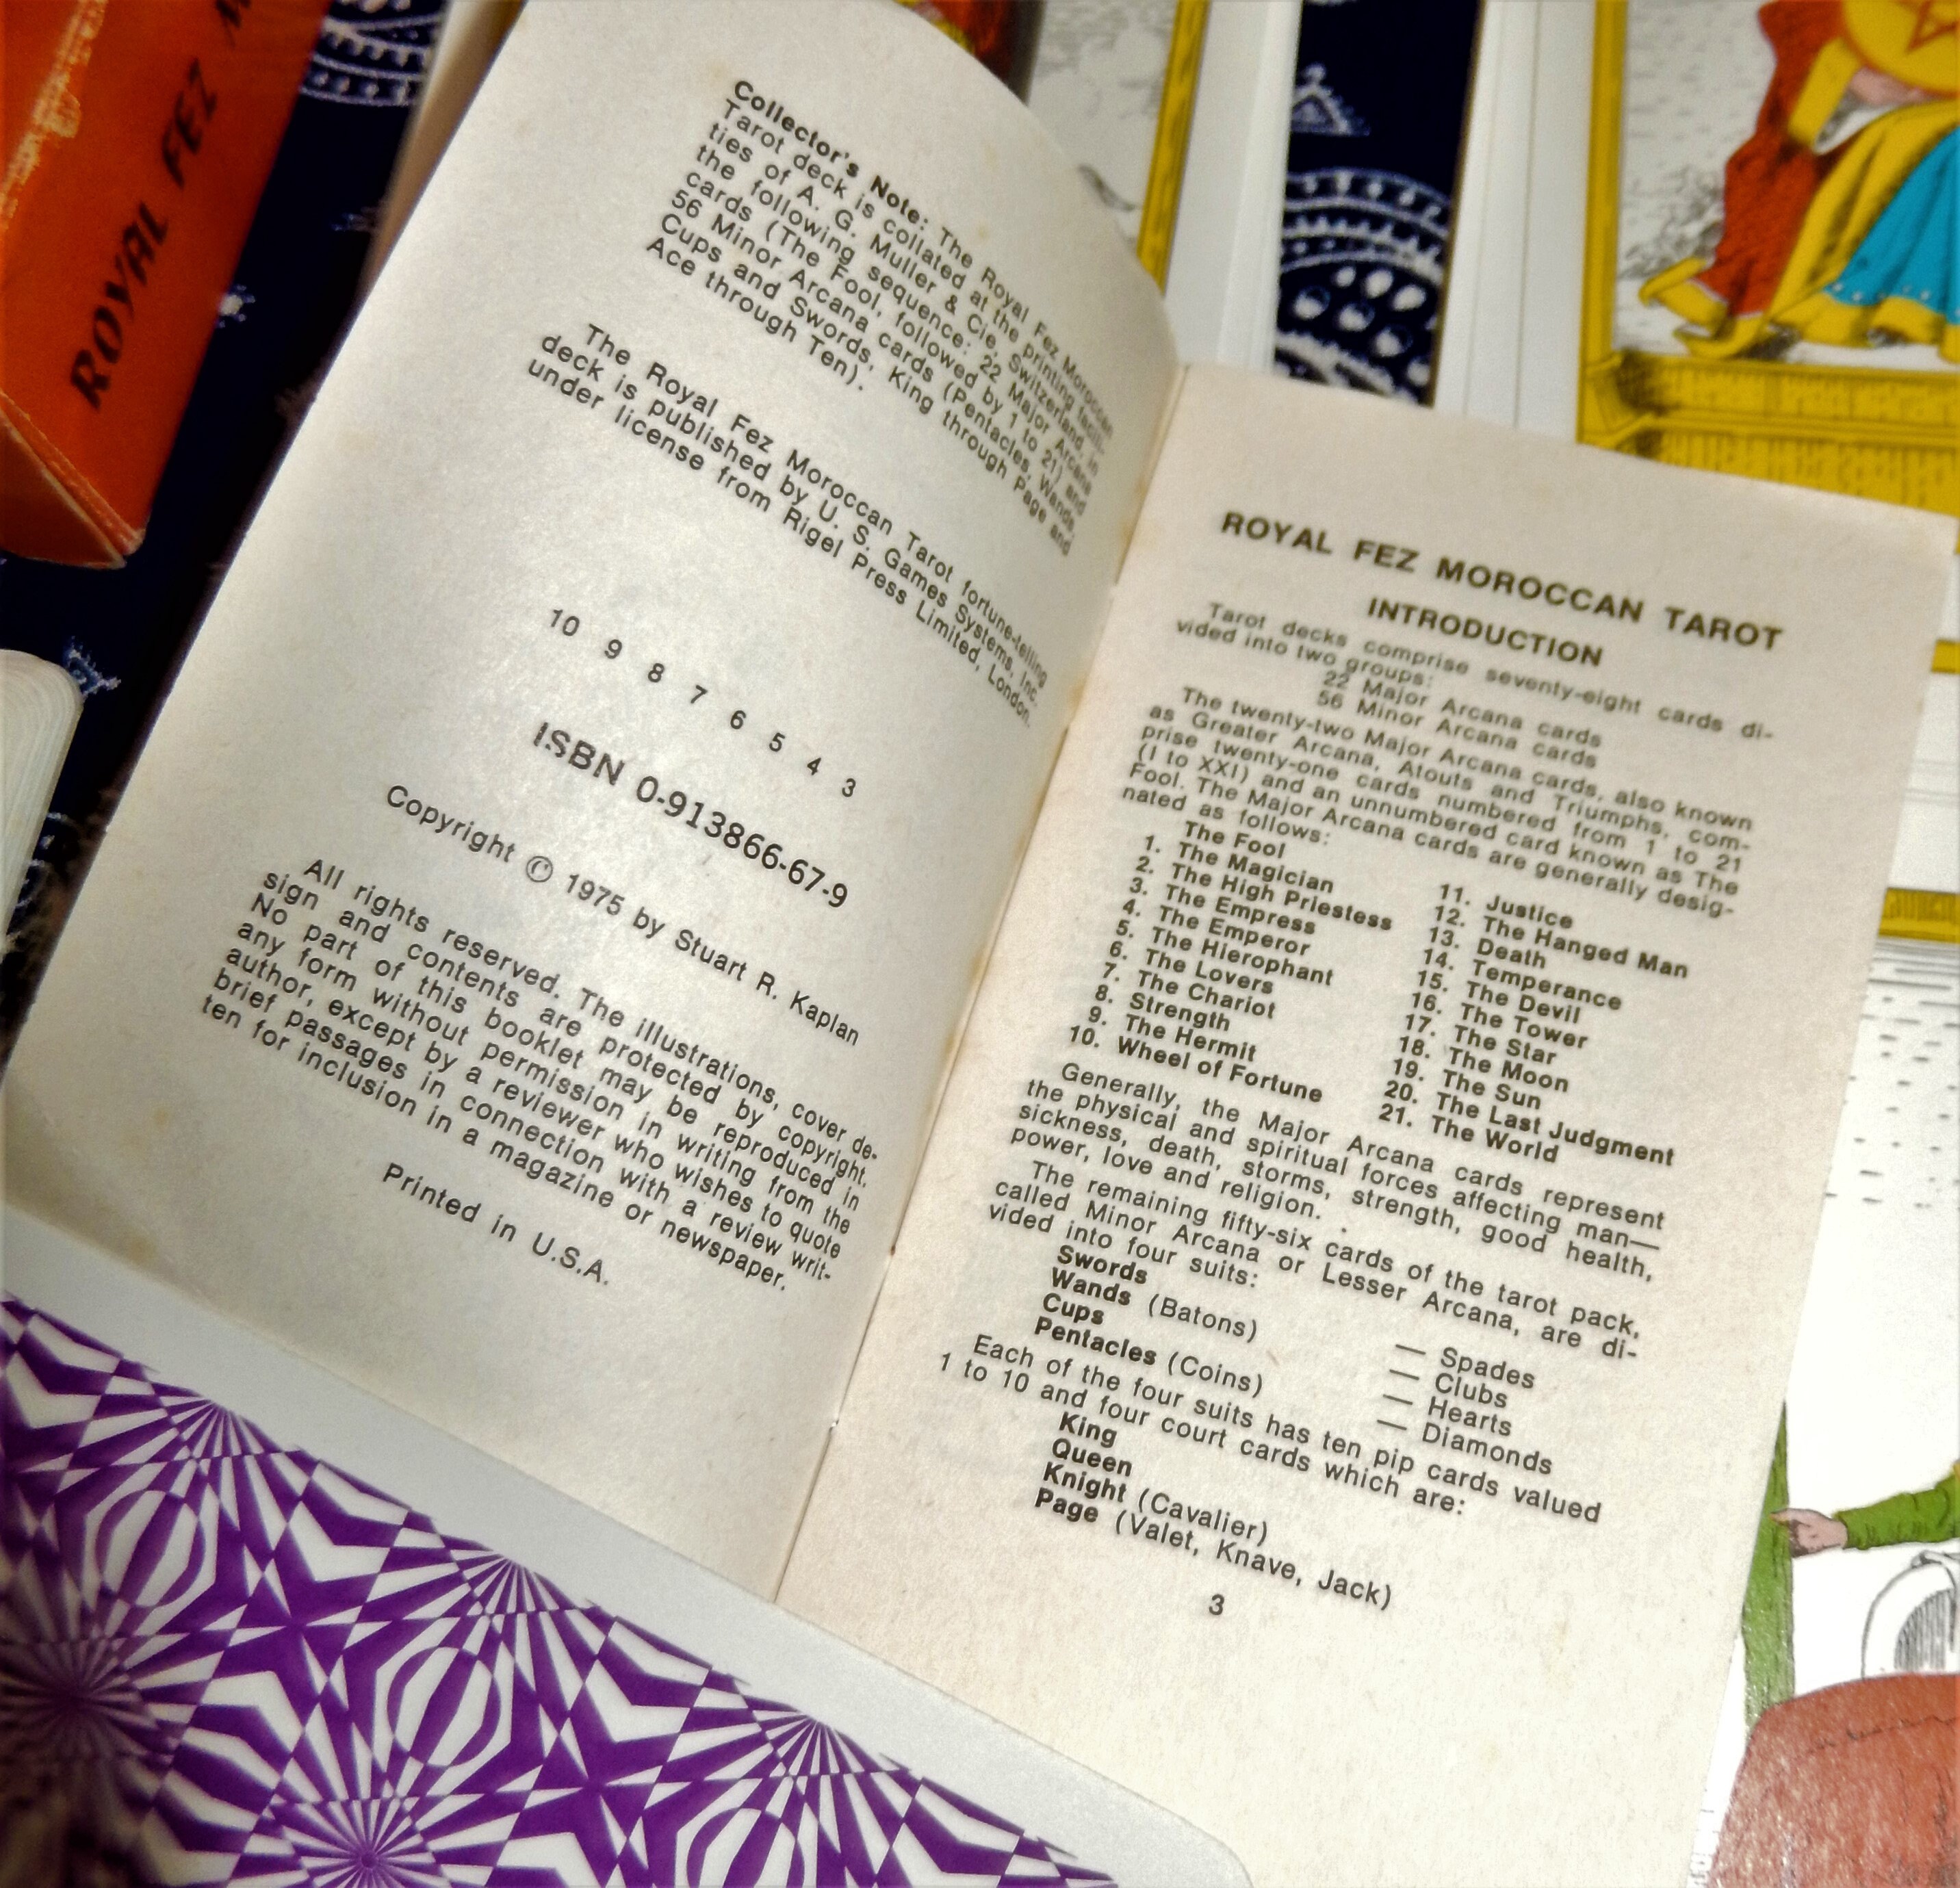 ROYAL FEZ
Collector's Note: The Royal Fez Moroccan
Tarot deck is collated at the printing facili-
ties of A. G. Muller & Cie, Switzerland, in
the following sequence: 22 Major Arcana
cards (The Fool, followed by 1 to 21) and
56 Minor Arcana cards (Pentacles, Wands,
Cups and Swords, King through Page and
Ace through Ten).
The Royal Fez Moroccan Tarot fortune-telling
deck is published by U. S. Games Systems, Inc.
under license from Rigel Press Limited, London.
10 9 8 7 6 5 4 3
ISBN 0-913866-67-9
Copyright © 1975 by Stuart R. Kaplan
All rights reserved. The illustrations, cover de-
sign and contents are protected by copyright.
No part of this booklet may be reproduced in
any form without permission in writing from the
author, except by a reviewer who wishes to quote
brief passages in connection with a review writ-
ten for inclusion in a magazine or newspaper.
Printed in U.S.A.
ROYAL FEZ MOROCCAN TAROT
INTRODUCTION
Tarot decks comprise seventy-eight cards di-
vided into two groups:
22 Major Arcana cards
56 Minor Arcana cards
The twenty-two Major Arcana cards, also known
as Greater Arcana, Atouts and Triumphs, com-
prise twenty-one cards numbered from 1 to 21
(I to XXI) and an unnumbered card known as The
Fool. The Major Arcana cards are generally desig-
nated as follows:
The Fool
1. The Magician
2. The High Priestess
3. The Empress
4. The Emperor
5. The Hierophant
6. The Lovers
7. The Chariot
8. Strength
9. The Hermit
10. Wheel of Fortune
11. Justice
12. The Hanged Man
13. Death
14. Temperance
15. The Devil
16. The Tower
17. The Star
18. The Moon
19. The Sun
20. The Last Judgment
21. The World
Generally, the Major Arcana cards represent
the physical and spiritual forces affecting man—
sickness, death, storms, strength, good health,
power, love and religion.
The remaining fifty-six cards of the tarot pack,
called Minor Arcana or Lesser Arcana, are di-
vided into four suits:
Swords — Spades
Wands (Batons) — Clubs
Cups — Hearts
Pentacles (Coins) — Diamonds
Each of the four suits has ten pip cards valued
1 to 10 and four court cards which are:
King
Queen
Knight (Cavalier)
Page (Valet, Knave, Jack)
3